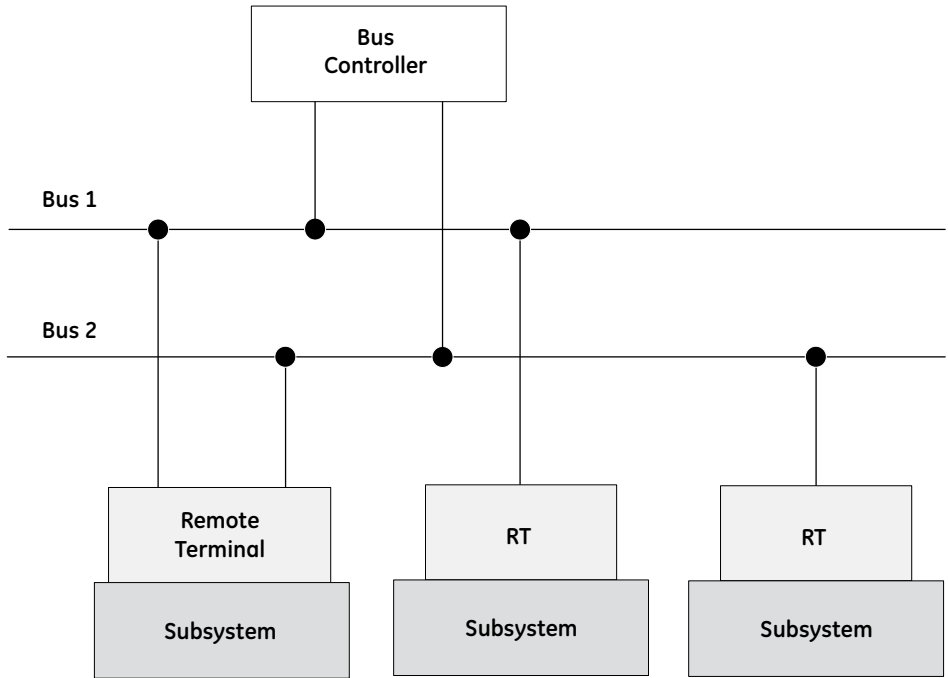 Bus
Controller
Bus 1
Bus 2
Remote
Terminal
RT
RT
Subsystem
Subsystem
Subsystem